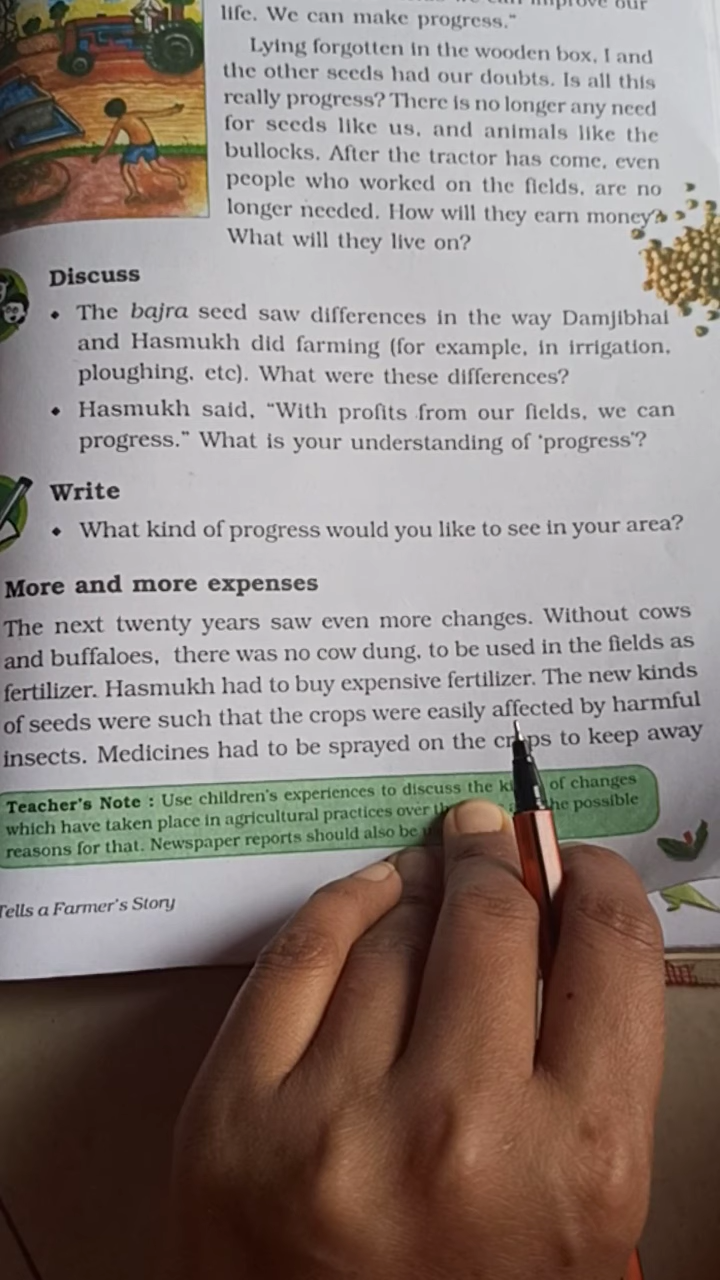 life. We can make progress."
Lying forgotten in the wooden box, I and
the other seeds had our doubts. Is all this
really progress? There is no longer any need
for seeds like us, and animals like the
bullocks. After the tractor has come, even
people who worked on the fields, are no
longer needed. How will they earn money?
What will they live on?
Discuss
• The bajra seed saw differences in the way Damjibhai
and Hasmukh did farming (for example, in irrigation,
ploughing, etc). What were these differences?
• Hasmukh said, "With profits from our fields, we can
progress." What is your understanding of 'progress'?
Write
• What kind of progress would you like to see in your area?
More and more expenses
The next twenty years saw even more changes. Without cows
and buffaloes, there was no cow dung, to be used in the fields as
fertilizer. Hasmukh had to buy expensive fertilizer. The new kinds
of seeds were such that the crops were easily affected by harmful
insects. Medicines had to be sprayed on the crops to keep away
Teacher's Note : Use children's experiences to discuss the of changes
which have taken place in agricultural practices over the possible
reasons for that. Newspaper reports should also be
Tells a Farmer's Story